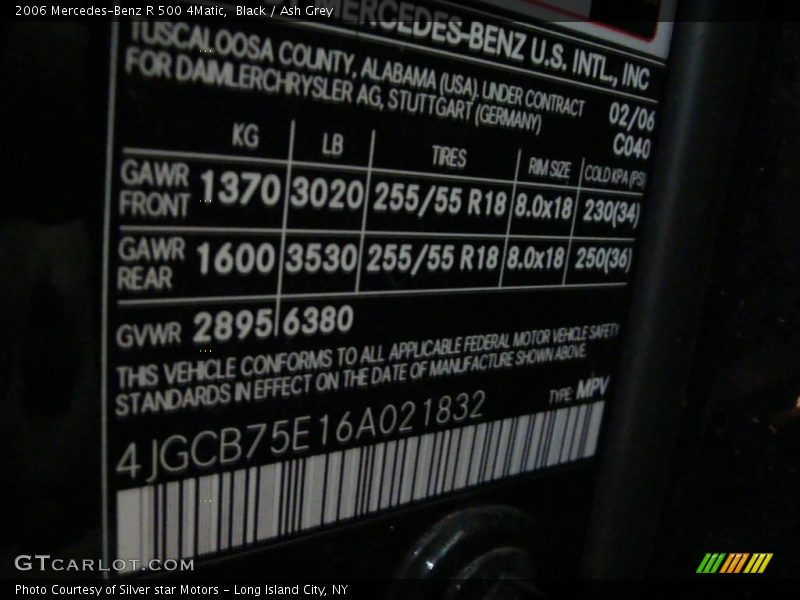 2006 Mercedes-Benz R 500 4Matic, Black / Ash Grey
MERCEDES-BENZ U.S. INTL., INC
TUSCALOOSA COUNTY, ALABAMA (USA). UNDER CONTRACT
FOR DAIMLERCHRYSLER AG, STUTTGART (GERMANY)
02/06
C040
KG LB TIRES RIM SIZE COLD KPA (PSI)
GAWR FRONT 1370 3020 255/55 R18 8.0x18 230(34)
GAWR REAR 1600 3530 255/55 R18 8.0x18 250(36)
GVWR 2895 6380
THIS VEHICLE CONFORMS TO ALL APPLICABLE FEDERAL MOTOR VEHICLE SAFETY
STANDARDS IN EFFECT ON THE DATE OF MANUFACTURE SHOWN ABOVE.
4JGCB75E16A021832 TYPE: MPV
GTCARLOT.COM
Photo Courtesy of Silver star Motors - Long Island City, NY